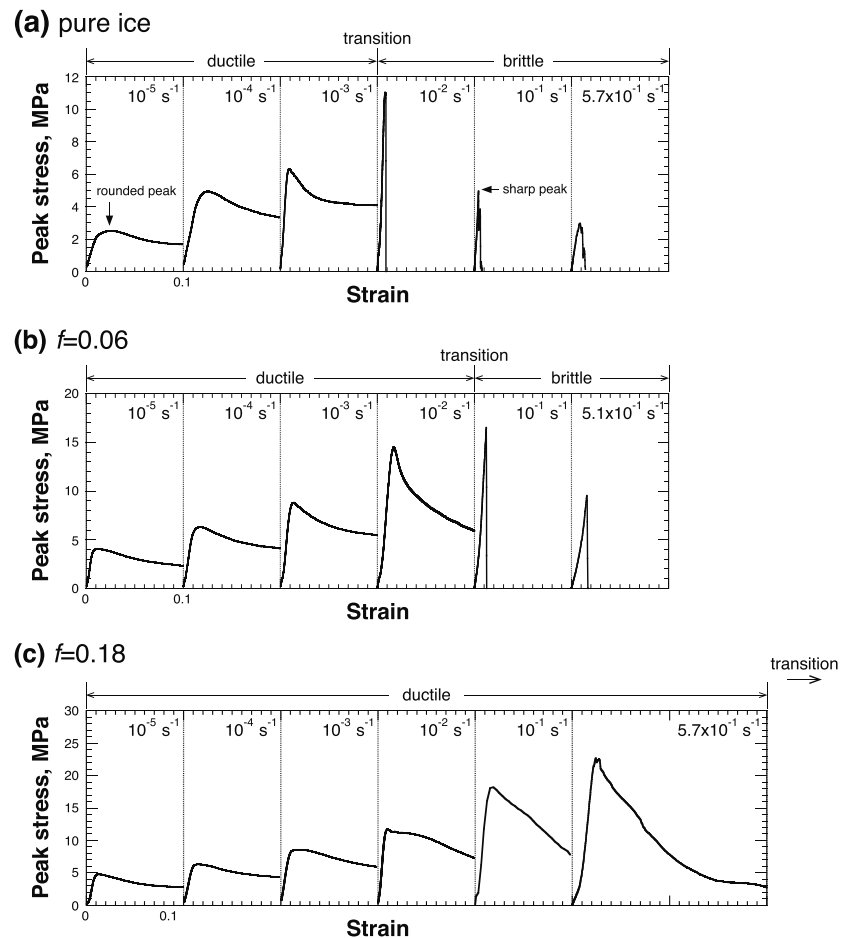 (a) pure ice
transition
ductile
brittle
Peak stress, MPa
12
10
8
6
4
2
0
10⁻⁵ s⁻¹
10⁻⁴ s⁻¹
10⁻³ s⁻¹
10⁻² s⁻¹
10⁻¹ s⁻¹
5.7x10⁻¹ s⁻¹
rounded peak
sharp peak
0
0.1
Strain
(b) f=0.06
transition
ductile
brittle
Peak stress, MPa
20
15
10
5
0
10⁻⁵ s⁻¹
10⁻⁴ s⁻¹
10⁻³ s⁻¹
10⁻² s⁻¹
10⁻¹ s⁻¹
5.1x10⁻¹ s⁻¹
0
0.1
Strain
(c) f=0.18
transition
ductile
Peak stress, MPa
30
25
20
15
10
5
0
10⁻⁵ s⁻¹
10⁻⁴ s⁻¹
10⁻³ s⁻¹
10⁻² s⁻¹
10⁻¹ s⁻¹
5.7x10⁻¹ s⁻¹
0
0.1
Strain